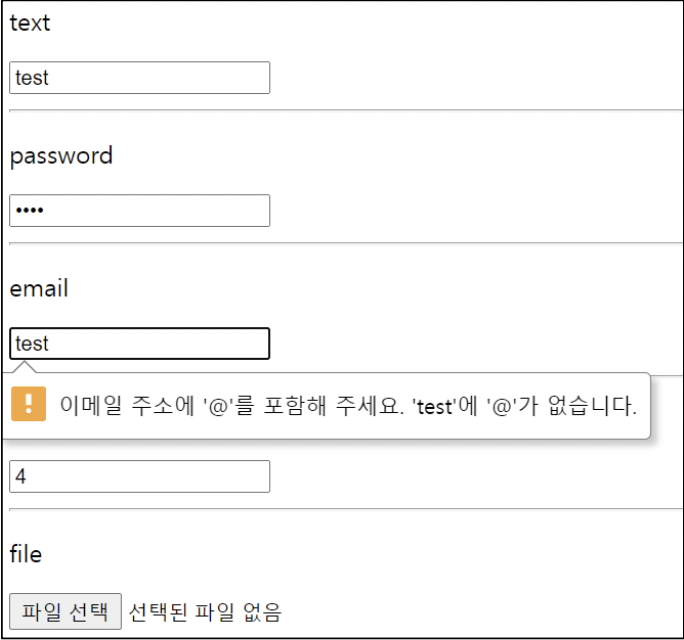 text
test
password
••••
email
test
이메일 주소에 '@'를 포함해 주세요. 'test'에 '@'가 없습니다.
4
file
파일 선택 선택된 파일 없음